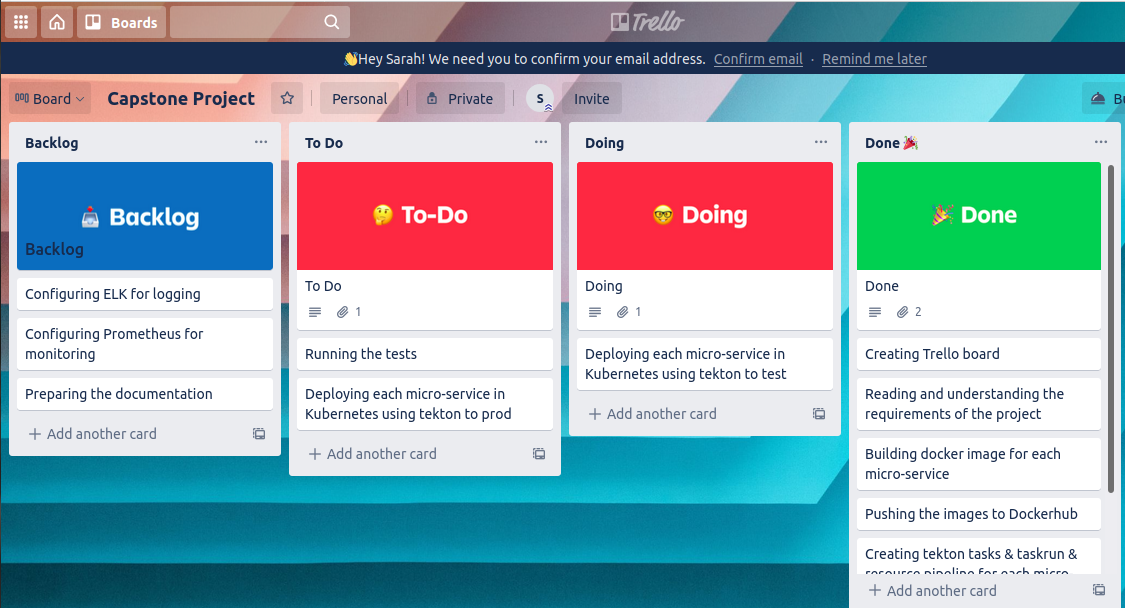 Boards
Trello
👋Hey Sarah! We need you to confirm your email address. Confirm email · Remind me later
Board
Capstone Project
Personal
Private
S
Invite
Backlog
Backlog
Backlog
Configuring ELK for logging
Configuring Prometheus for
monitoring
Preparing the documentation
+ Add another card
To Do
🤔 To-Do
To Do
1
Running the tests
Deploying each micro-service in
Kubernetes using tekton to prod
+ Add another card
Doing
🤓 Doing
Doing
1
Deploying each micro-service in
Kubernetes using tekton to test
+ Add another card
Done 🎉
🎉 Done
Done
2
Creating Trello board
Reading and understanding the
requirements of the project
Building docker image for each
micro-service
Pushing the images to Dockerhub
Creating tekton tasks & taskrun &
resource pipeline for each micro
+ Add another card